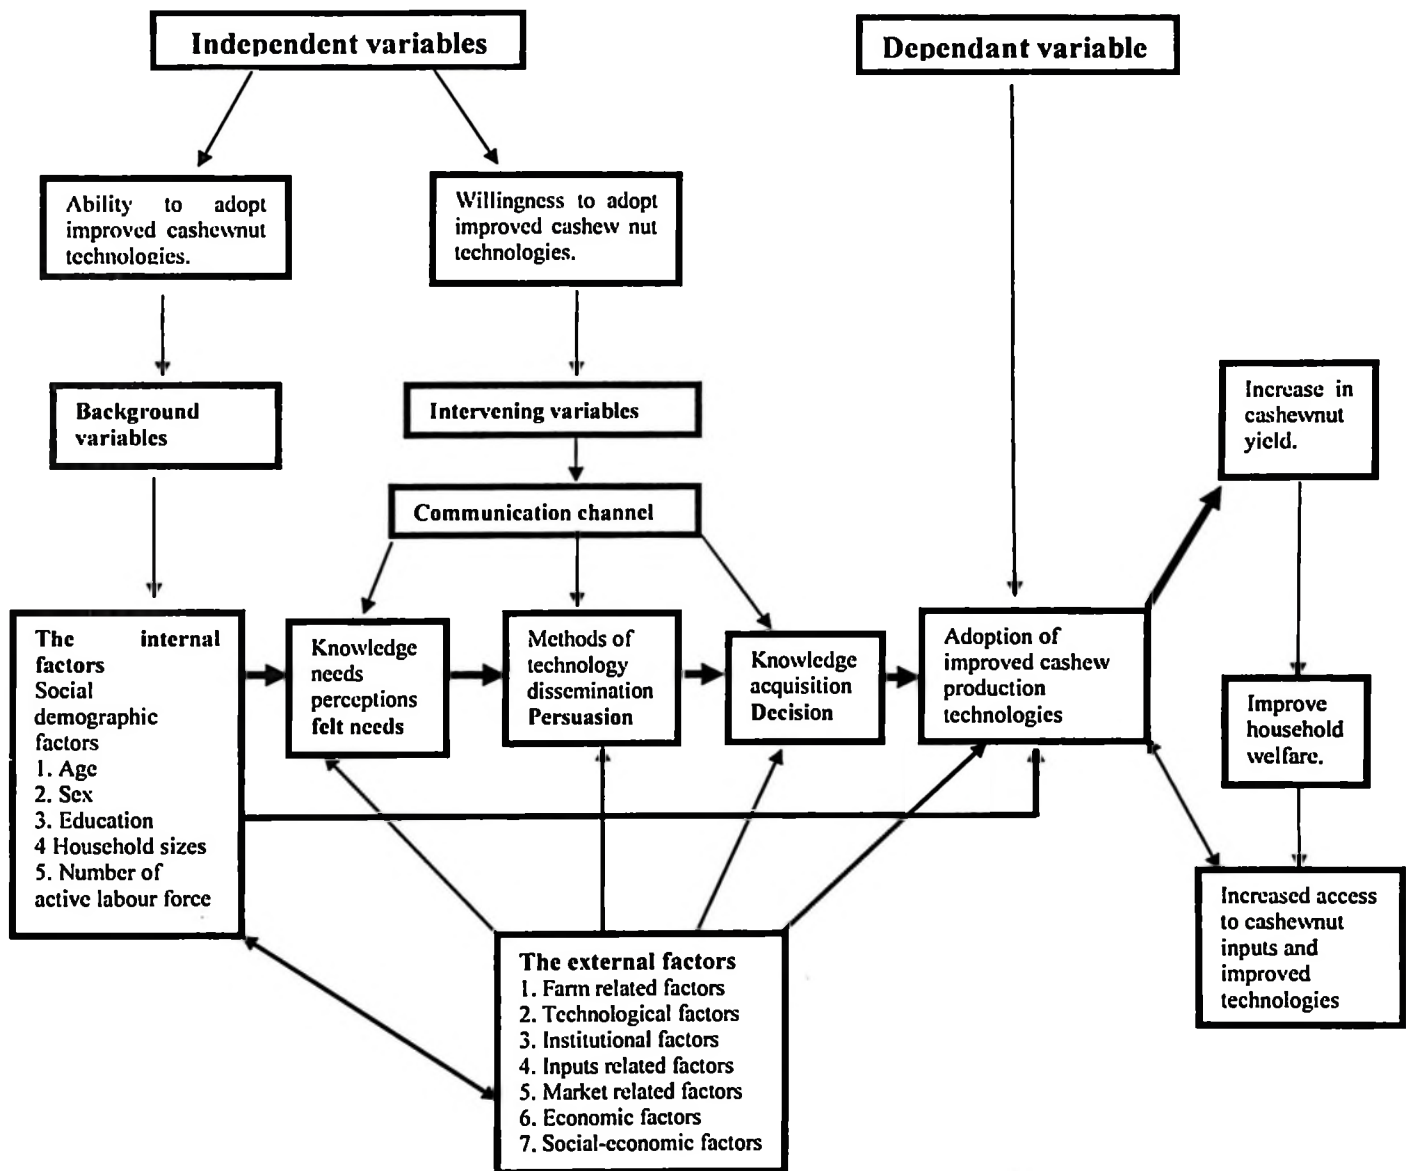 Independent variables
Dependant variable
Ability to adopt
improved cashewnut
technologies.
Willingness to adopt
improved cashew nut
technologies.
Background
variables
Intervening variables
Communication channel
Increase in
cashewnut
yield.
The internal
factors
Social
demographic
factors
1. Age
2. Sex
3. Education
4 Household sizes
5. Number of
active labour force
Knowledge
needs
perceptions
felt needs
Methods of
technology
dissemination
Persuasion
Knowledge
acquisition
Decision
Adoption of
improved cashew
production
technologies
Improve
household
welfare.
Increased access
to cashewnut
inputs and
improved
technologies
The external factors
1. Farm related factors
2. Technological factors
3. Institutional factors
4. Inputs related factors
5. Market related factors
6. Economic factors
7. Social-economic factors